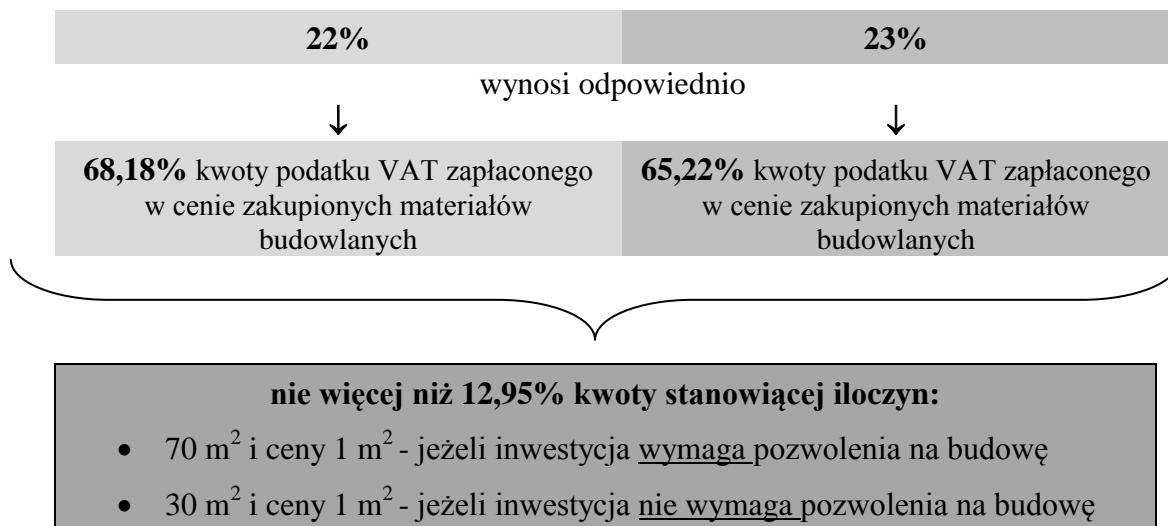 22% 23%
wynosi odpowiednio
↓ ↓
68,18% kwoty podatku VAT zapłaconego
w cenie zakupionych materiałów
budowlanych
65,22% kwoty podatku VAT zapłaconego
w cenie zakupionych materiałów
budowlanych
nie więcej niż 12,95% kwoty stanowiącej iloczyn:
• 70 m² i ceny 1 m² - jeżeli inwestycja wymaga pozwolenia na budowę
• 30 m² i ceny 1 m² - jeżeli inwestycja nie wymaga pozwolenia na budowę